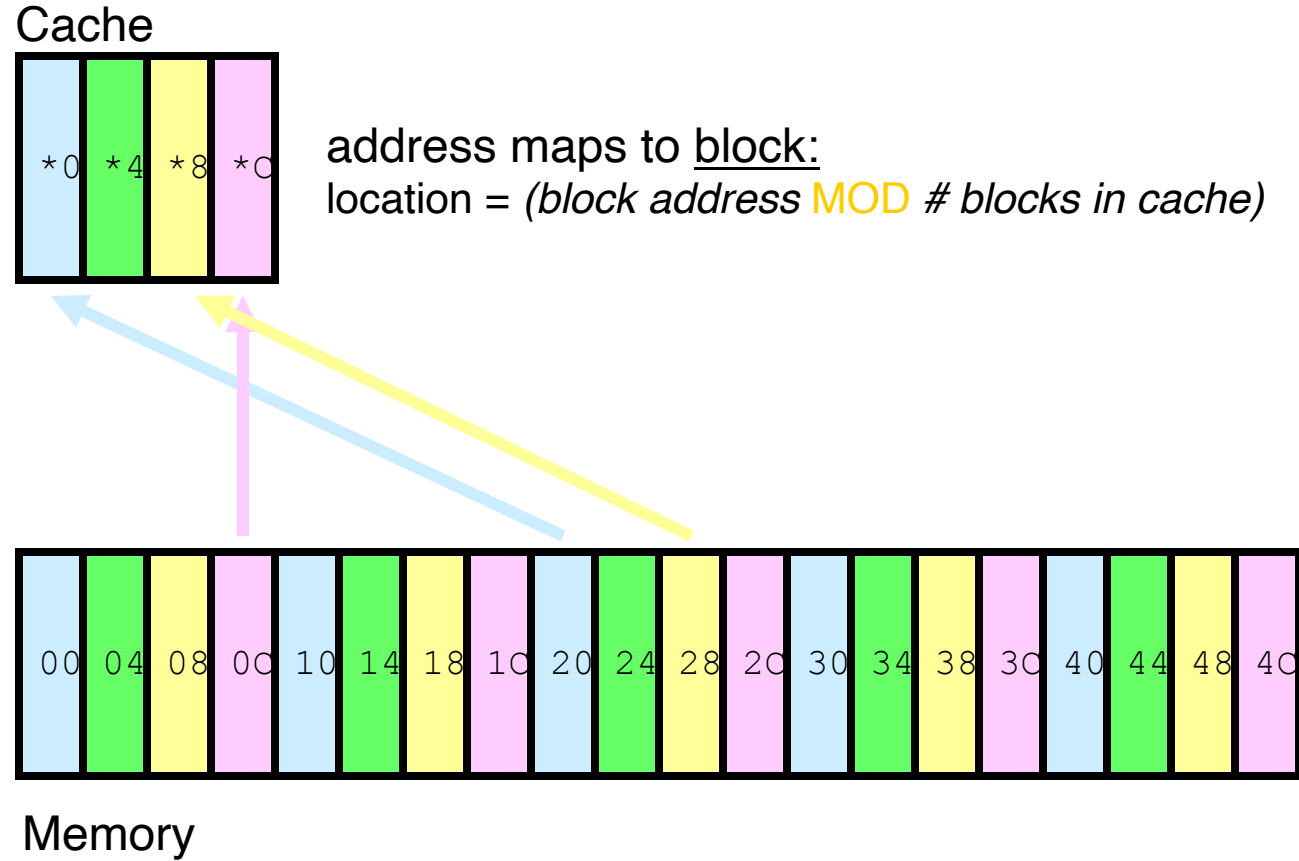 Cache
*0 *4 *8 *C
address maps to block:
location = (block address MOD # blocks in cache)
00 04 08 0C 10 14 18 1C 20 24 28 2C 30 34 38 3C 40 44 48 4C
Memory